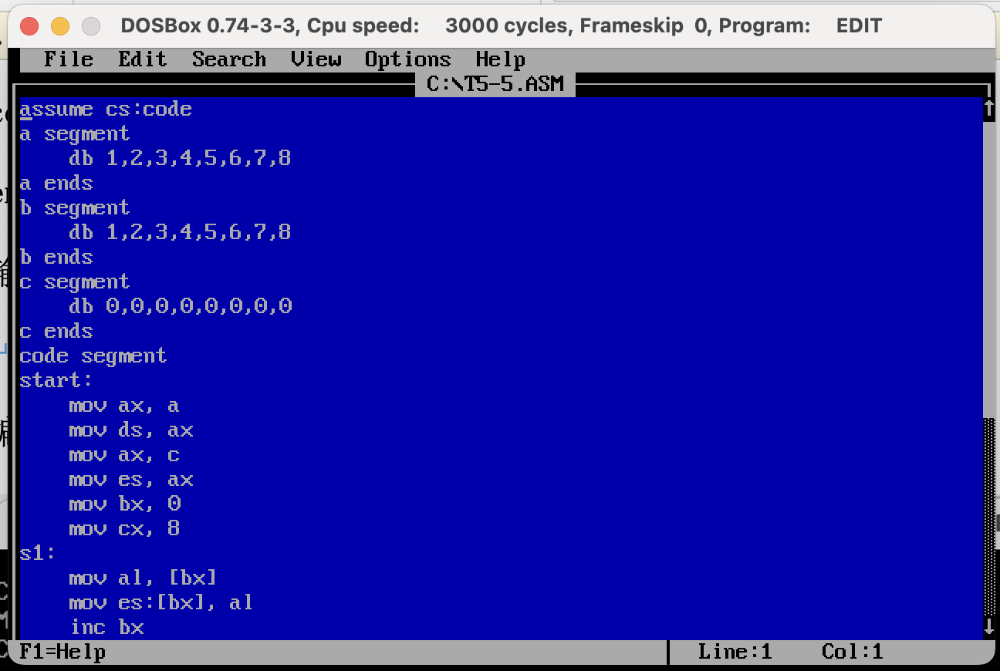 DOSBox 0.74-3-3, Cpu speed: 3000 cycles, Frameskip 0, Program: EDIT
File Edit Search View Options Help
C:\T5-5.ASM
assume cs:code
a segment
    db 1,2,3,4,5,6,7,8
a ends
b segment
    db 1,2,3,4,5,6,7,8
b ends
c segment
    db 0,0,0,0,0,0,0,0
c ends
code segment
start:
    mov ax, a
    mov ds, ax
    mov ax, c
    mov es, ax
    mov bx, 0
    mov cx, 8
s1:
    mov al, [bx]
    mov es:[bx], al
    inc bx
F1=Help Line:1 Col:1